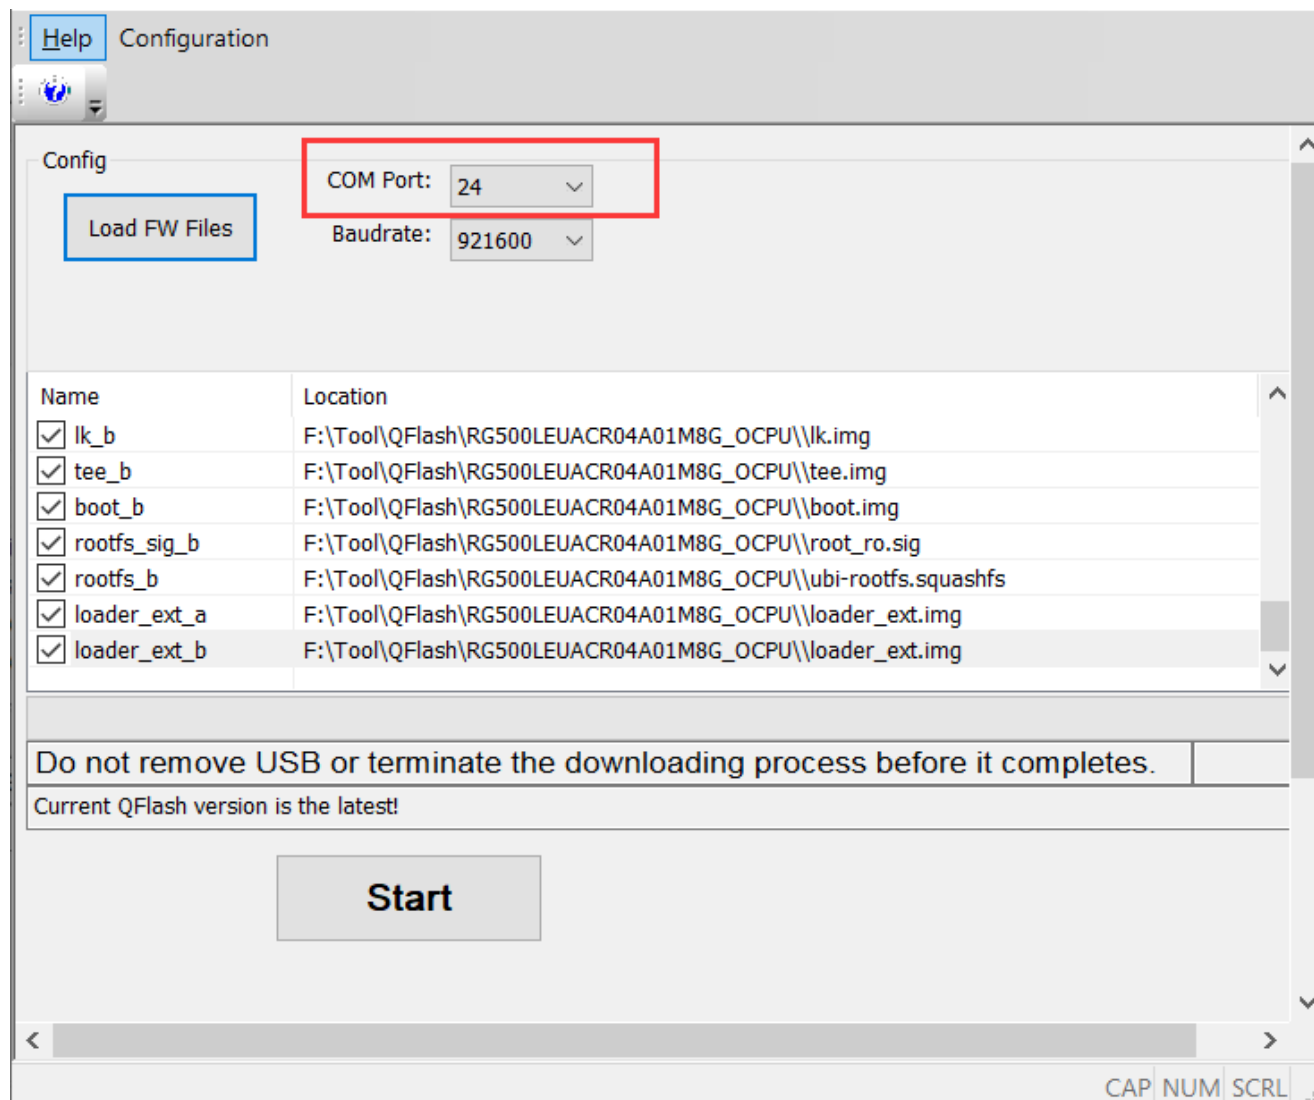 Help Configuration
Config
COM Port: 24
Load FW Files
Baudrate: 921600
Name Location
lk_b F:\Tool\QFlash\RG500LEUACR04A01M8G_OCPU\\lk.img
tee_b F:\Tool\QFlash\RG500LEUACR04A01M8G_OCPU\\tee.img
boot_b F:\Tool\QFlash\RG500LEUACR04A01M8G_OCPU\\boot.img
rootfs_sig_b F:\Tool\QFlash\RG500LEUACR04A01M8G_OCPU\\root_ro.sig
rootfs_b F:\Tool\QFlash\RG500LEUACR04A01M8G_OCPU\\ubi-rootfs.squashfs
loader_ext_a F:\Tool\QFlash\RG500LEUACR04A01M8G_OCPU\\loader_ext.img
loader_ext_b F:\Tool\QFlash\RG500LEUACR04A01M8G_OCPU\\loader_ext.img
Do not remove USB or terminate the downloading process before it completes.
Current QFlash version is the latest!
Start
CAP NUM SCRL